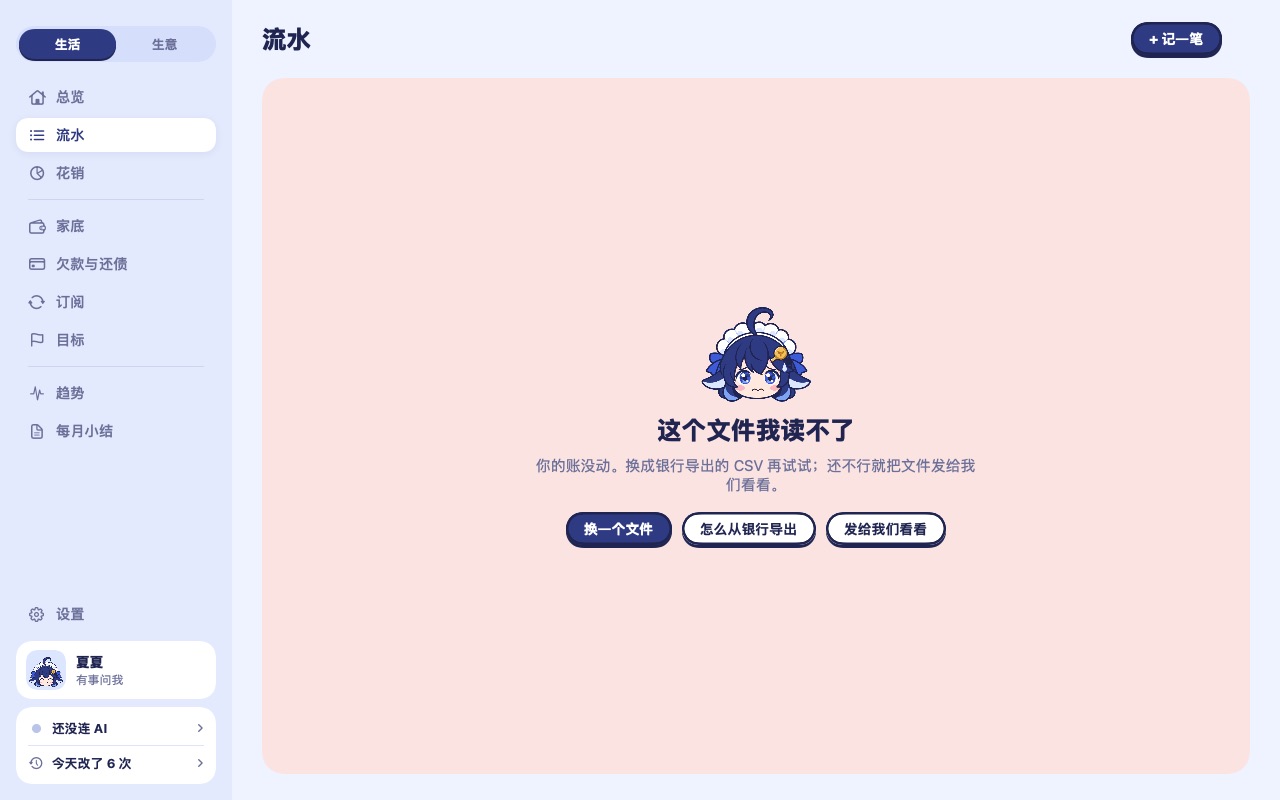 生活
生意
总览
流水
花销
家底
欠款与还债
订阅
目标
趋势
每月小结
设置
夏夏
有事问我
还没连 AI
今天改了 6 次
流水
+ 记一笔
这个文件我读不了
你的账没动。换成银行导出的 CSV 再试试；还不行就把文件发给我
们看看。
换一个文件
怎么从银行导出
发给我们看看